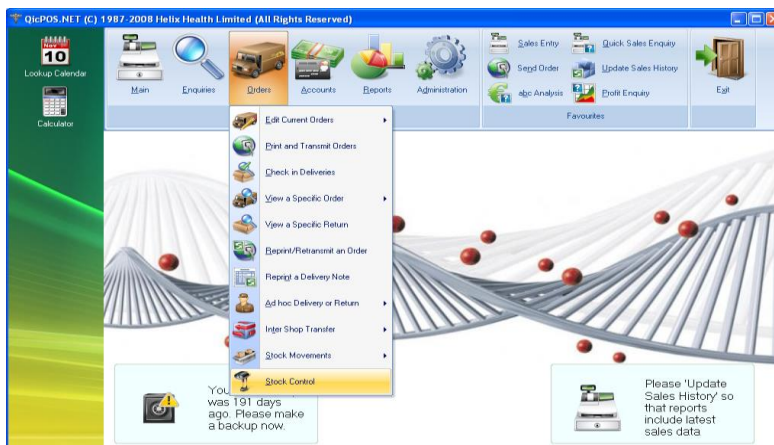 QicPOS.NET (C) 1987-2008 Helix Health Limited (All Rights Reserved)
Nov
10
Lookup Calendar
Calculator
Main
Enquiries
Orders
Accounts
Reports
Administration
Sales Entry
Quick Sales Enquiry
Send Order
Update Sales History
abc Analysis
Profit Enquiry
Favourites
Exit
Edit Current Orders
Print and Transmit Orders
Check in Deliveries
View a Specific Order
View a Specific Return
Reprint/Retransmit an Order
Reprint a Delivery Note
Ad hoc Delivery or Return
Inter Shop Transfer
Stock Movements
Stock Control
was 191 days
ago. Please make
a backup now.
Please 'Update
Sales History' so
that reports
include latest
sales data